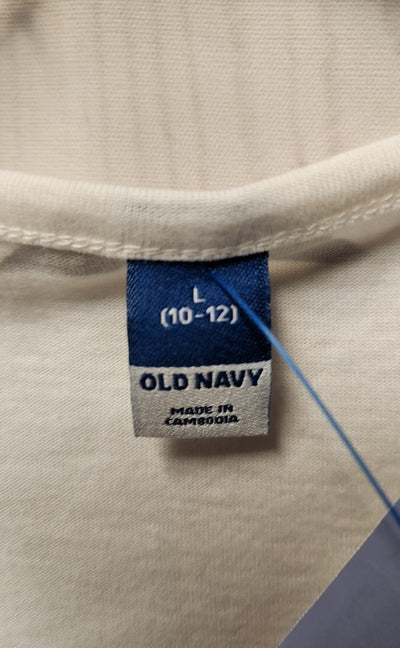 L
(10-12)
OLD NAVY
MADE IN
CAMBODIA